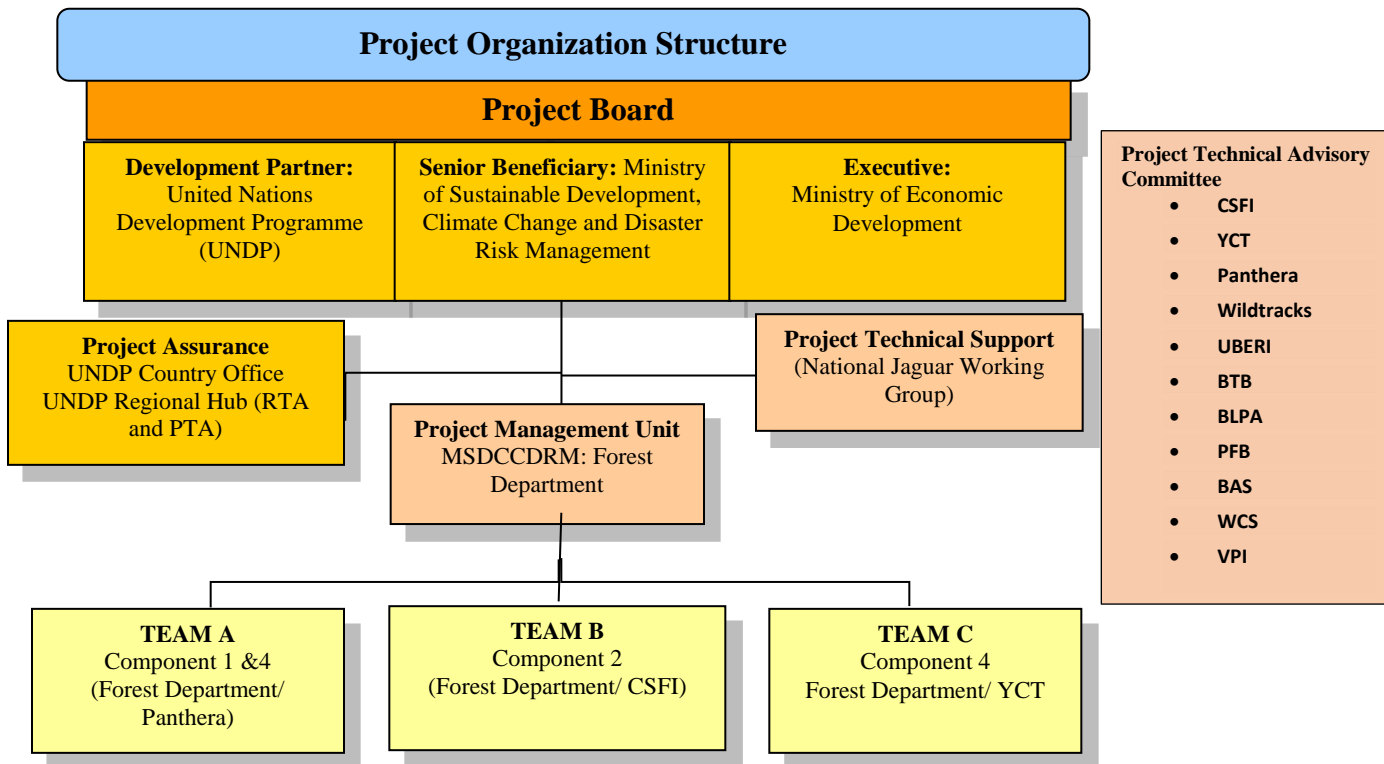 Project Organization Structure
Project Board
Development Partner:
United Nations
Development Programme
(UNDP)
Senior Beneficiary: Ministry
of Sustainable Development,
Climate Change and Disaster
Risk Management
Executive:
Ministry of Economic
Development
Project Technical Advisory
Committee
• CSFI
• YCT
• Panthera
• Wildtracks
• UBERI
• BTB
• BLPA
• PFB
• BAS
• WCS
• VPI
Project Assurance
UNDP Country Office
UNDP Regional Hub (RTA
and PTA)
Project Technical Support
(National Jaguar Working
Group)
Project Management Unit
MSDCCDRM: Forest
Department
TEAM A
Component 1 &4
(Forest Department/
Panthera)
TEAM B
Component 2
(Forest Department/ CSFI)
TEAM C
Component 4
Forest Department/ YCT